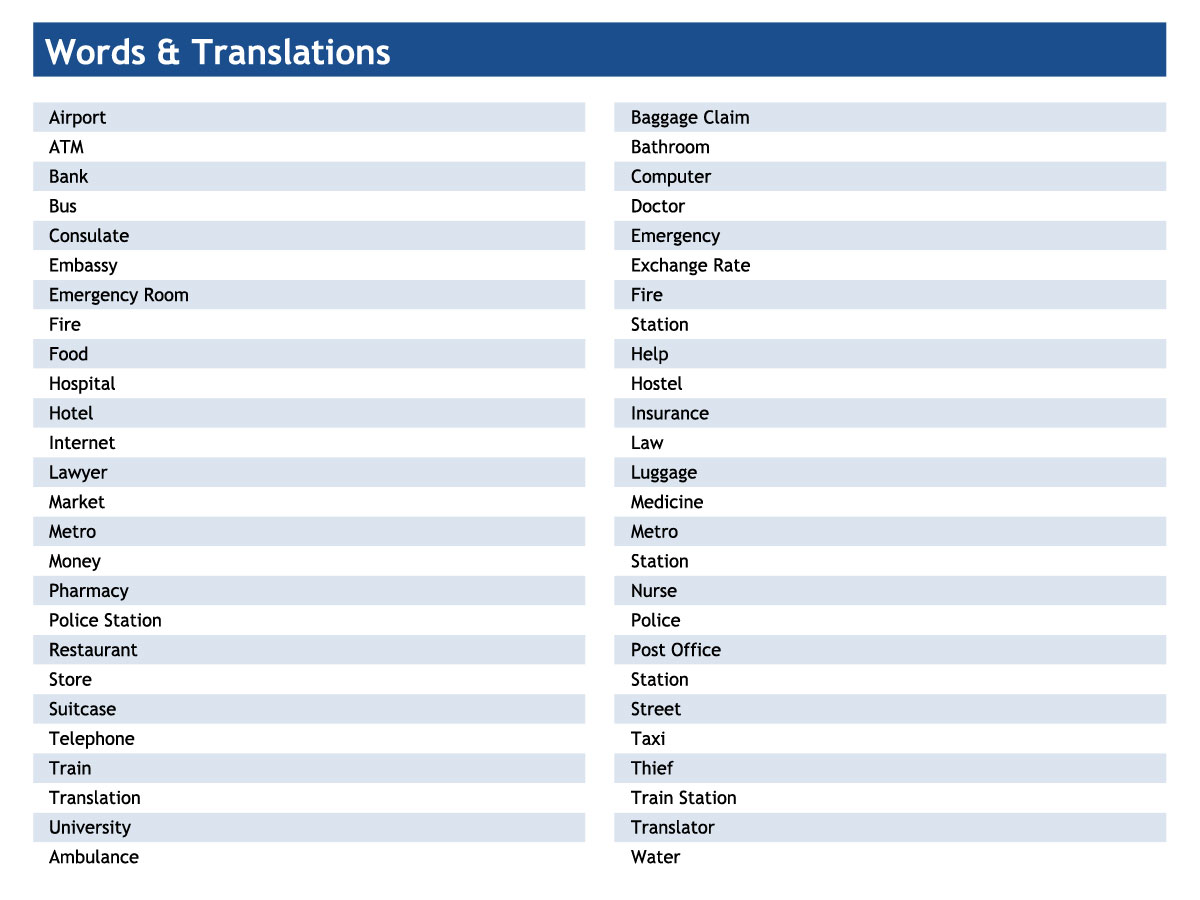 Words & Translations
Airport
ATM
Bank
Bus
Consulate
Embassy
Emergency Room
Fire
Food
Hospital
Hotel
Internet
Lawyer
Market
Metro
Money
Pharmacy
Police Station
Restaurant
Store
Suitcase
Telephone
Train
Translation
University
Ambulance
Baggage Claim
Bathroom
Computer
Doctor
Emergency
Exchange Rate
Fire
Station
Help
Hostel
Insurance
Law
Luggage
Medicine
Metro
Station
Nurse
Police
Post Office
Station
Street
Taxi
Thief
Train Station
Translator
Water